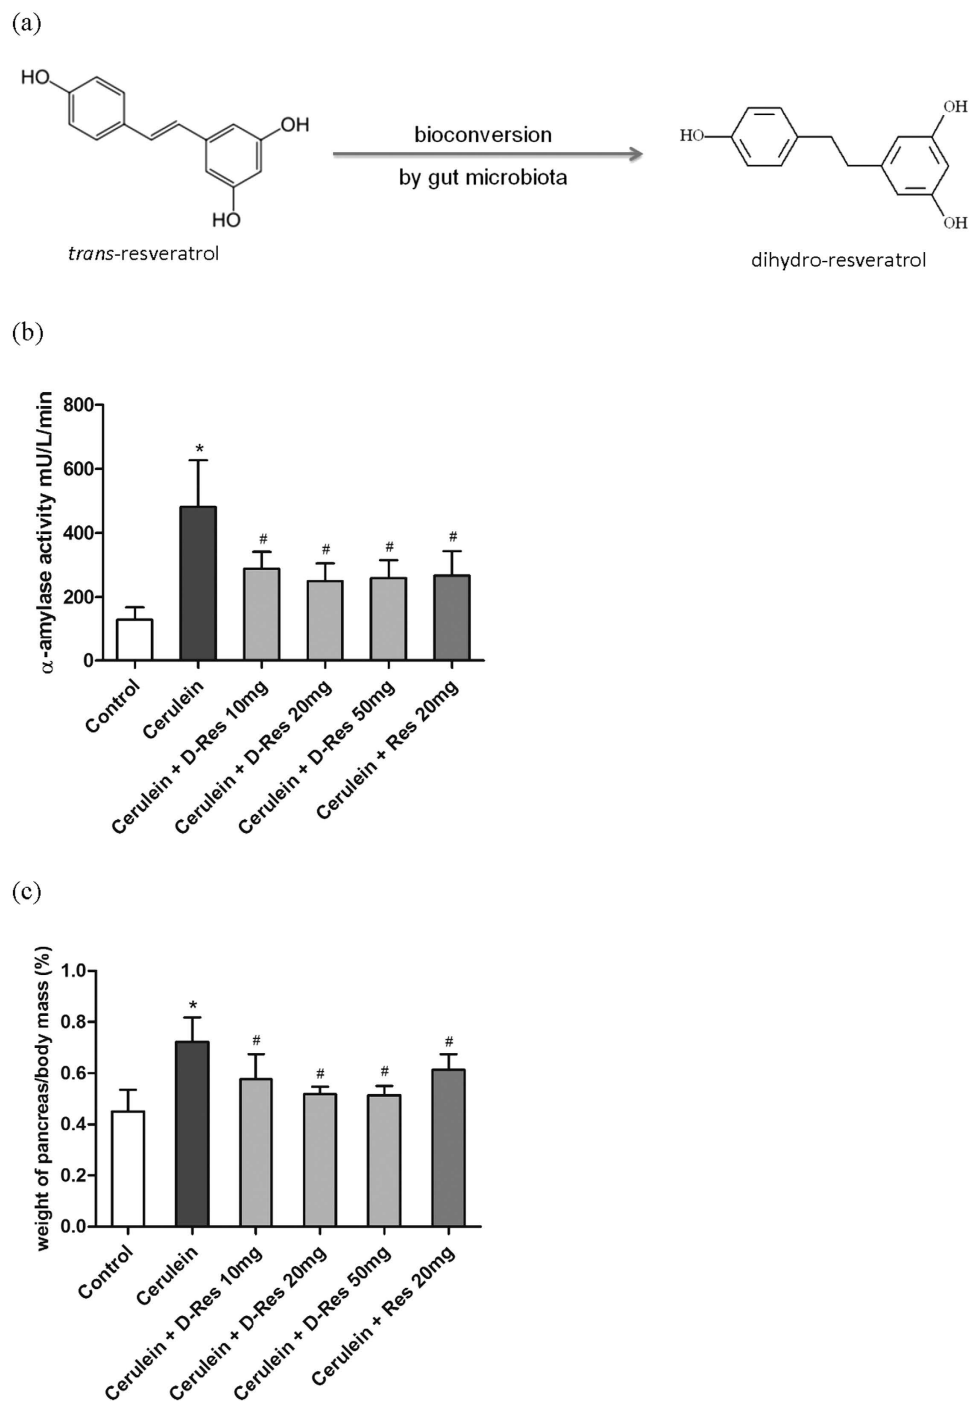 (a)
HO
OH
HO
trans-resveratrol
bioconversion
by gut microbiota
HO
OH
OH
dihydro-resveratrol
(b)
α-amylase activity mU/L/min
800
600
400
200
0
*
#
#
#
#
Control
Cerulein
Cerulein + D-Res 10mg
Cerulein + D-Res 20mg
Cerulein + D-Res 50mg
Cerulein + Res 20mg
(c)
weight of pancreas/body mass (%)
1.0
0.8
0.6
0.4
0.2
0.0
*
#
#
#
#
Control
Cerulein
Cerulein + D-Res 10mg
Cerulein + D-Res 20mg
Cerulein + D-Res 50mg
Cerulein + Res 20mg